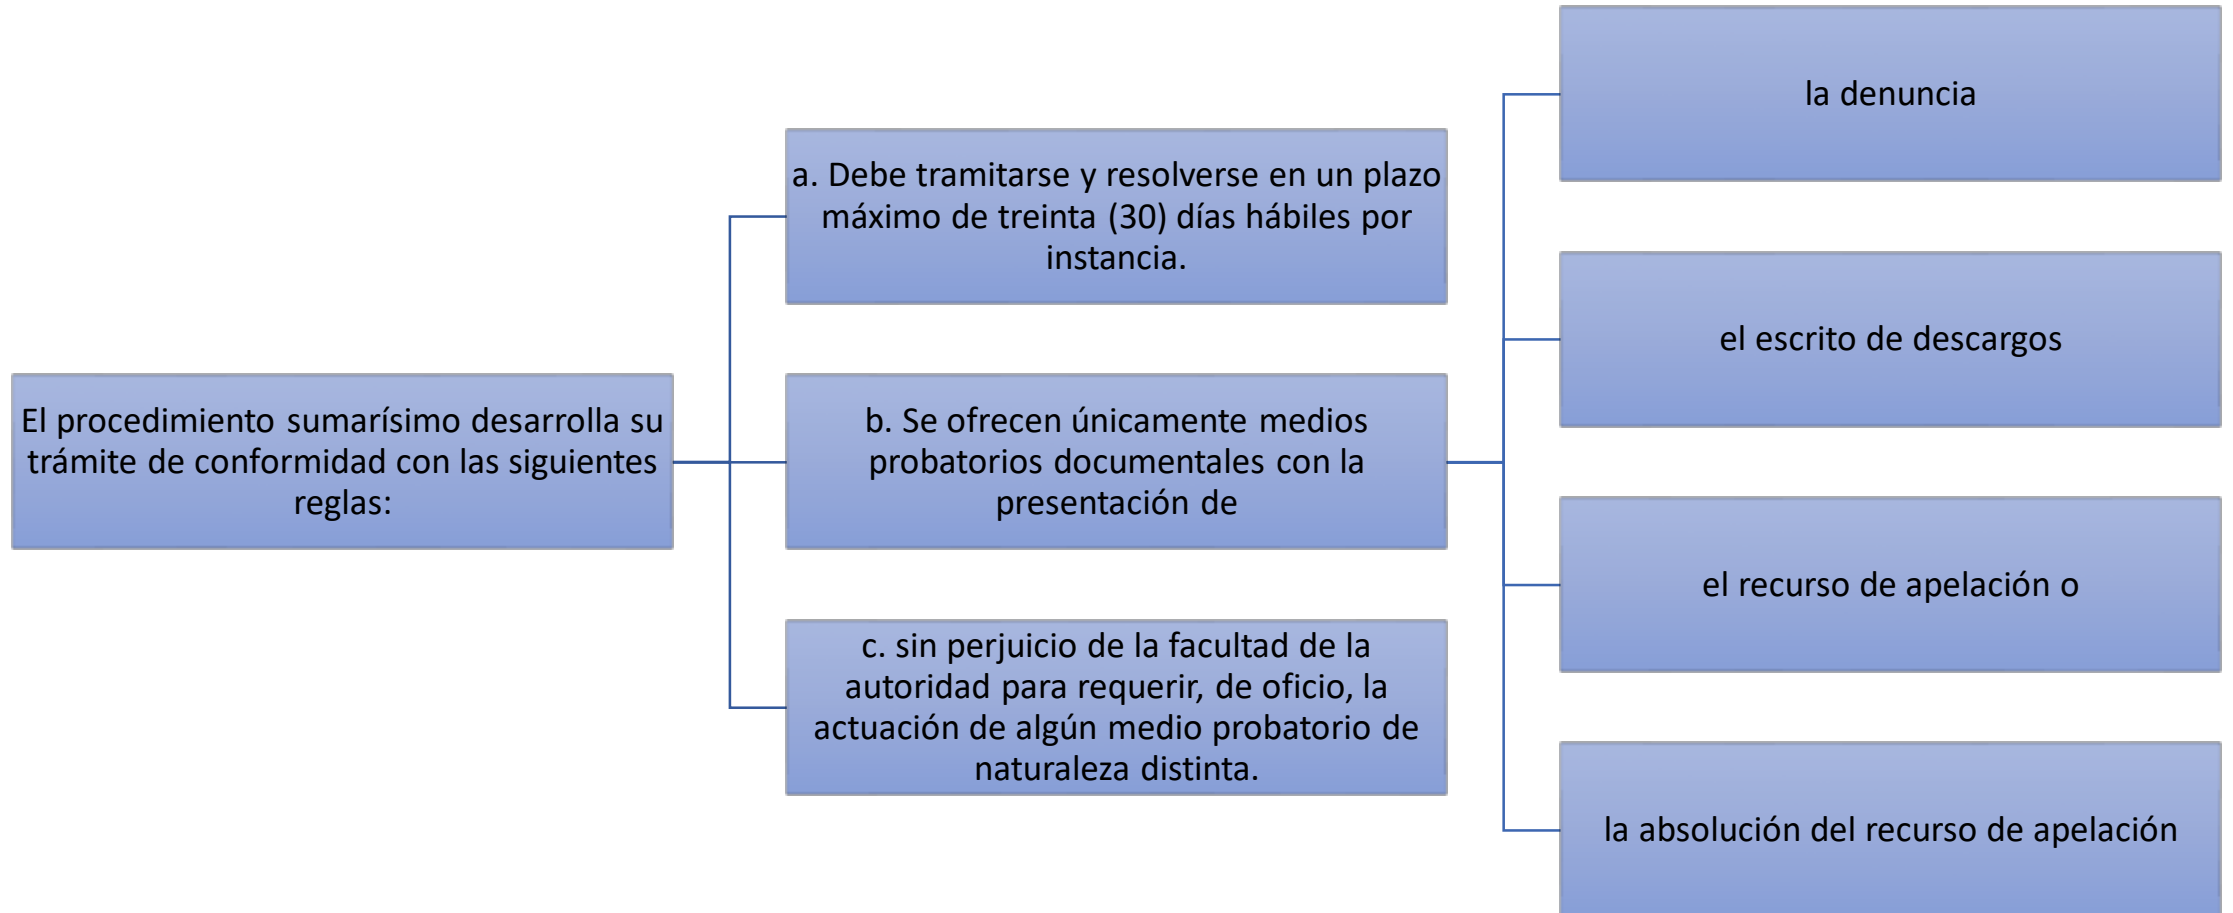 El procedimiento sumarísimo desarrolla su
trámite de conformidad con las siguientes
reglas:
a. Debe tramitarse y resolverse en un plazo
máximo de treinta (30) días hábiles por
instancia.
b. Se ofrecen únicamente medios
probatorios documentales con la
presentación de
la denuncia
el escrito de descargos
el recurso de apelación o
la absolución del recurso de apelación
c. sin perjuicio de la facultad de la
autoridad para requerir, de oficio, la
actuación de algún medio probatorio de
naturaleza distinta.